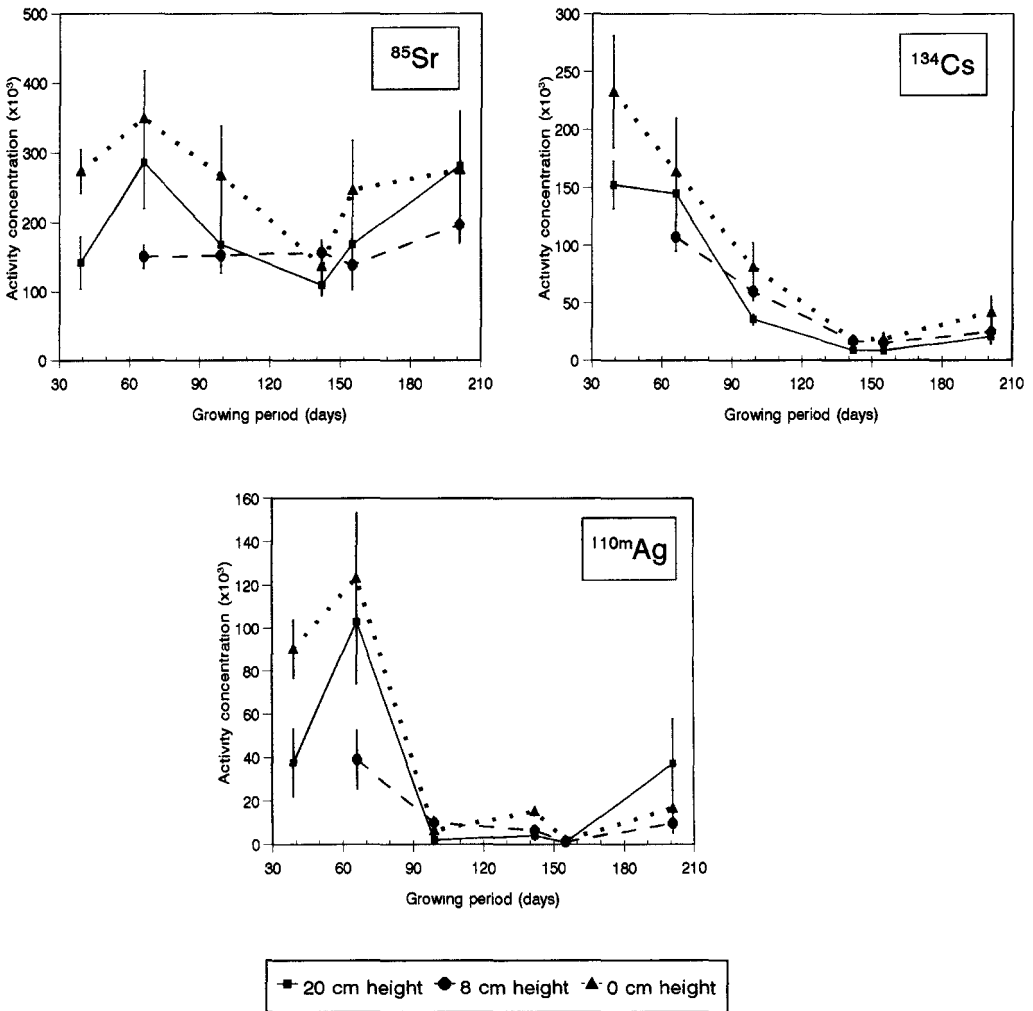 500
400
300
200
100
0
30 60 90 120 150 180 210
Activity concentration (x10³)
Growing period (days)
⁸⁵Sr
300
250
200
150
100
50
0
30 60 90 120 150 180 210
Activity concentration (x10³)
Growing period (days)
¹³⁴Cs
160
140
120
100
80
60
40
20
0
30 60 90 120 150 180 210
Activity concentration (x10³)
Growing period (days)
¹¹⁰ᵐAg
20 cm height 8 cm height 0 cm height